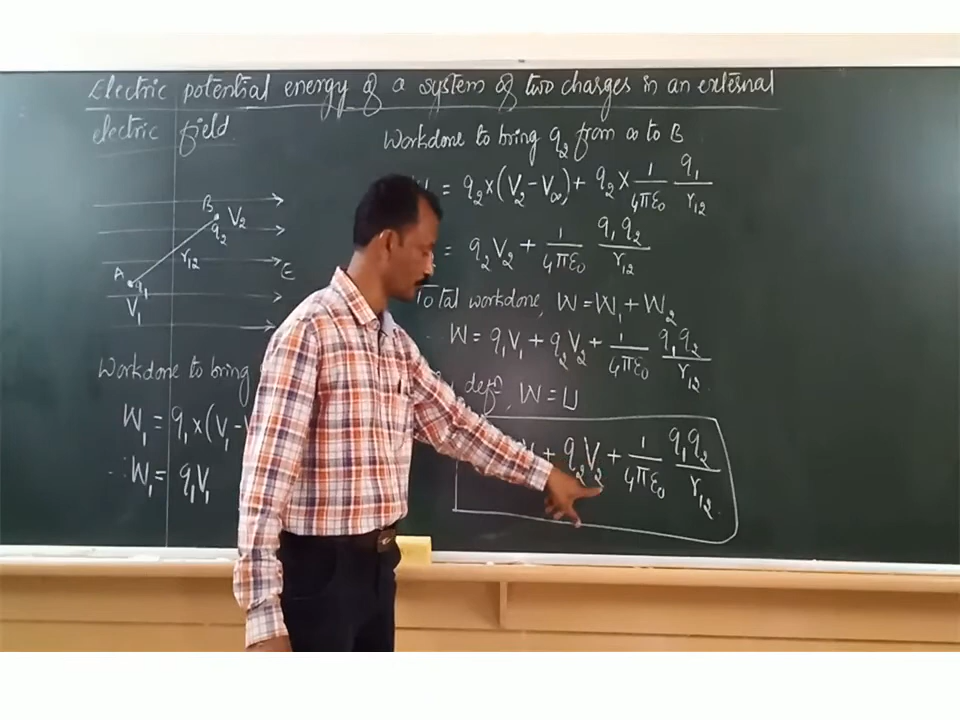 Electric potential energy of a system of two charges in an external
electric field.
B V₂
q₂
r₁₂
A
q₁
V₁
E
Workdone to bring
W₁ = q₁ × (V₁ -
∴ W₁ = q₁V₁
Workdone to bring q₂ from ∞ to B
= q₂ × (V₂ - V∞) + q₂ × 1/4πε₀ q₁/r₁₂
= q₂V₂ + 1/4πε₀ q₁q₂/r₁₂
Total workdone, W = W₁ + W₂
W = q₁V₁ + q₂V₂ + 1/4πε₀ q₁q₂/r₁₂
defⁿ, W = U
+ q₂V₂ + 1/4πε₀ q₁q₂/r₁₂